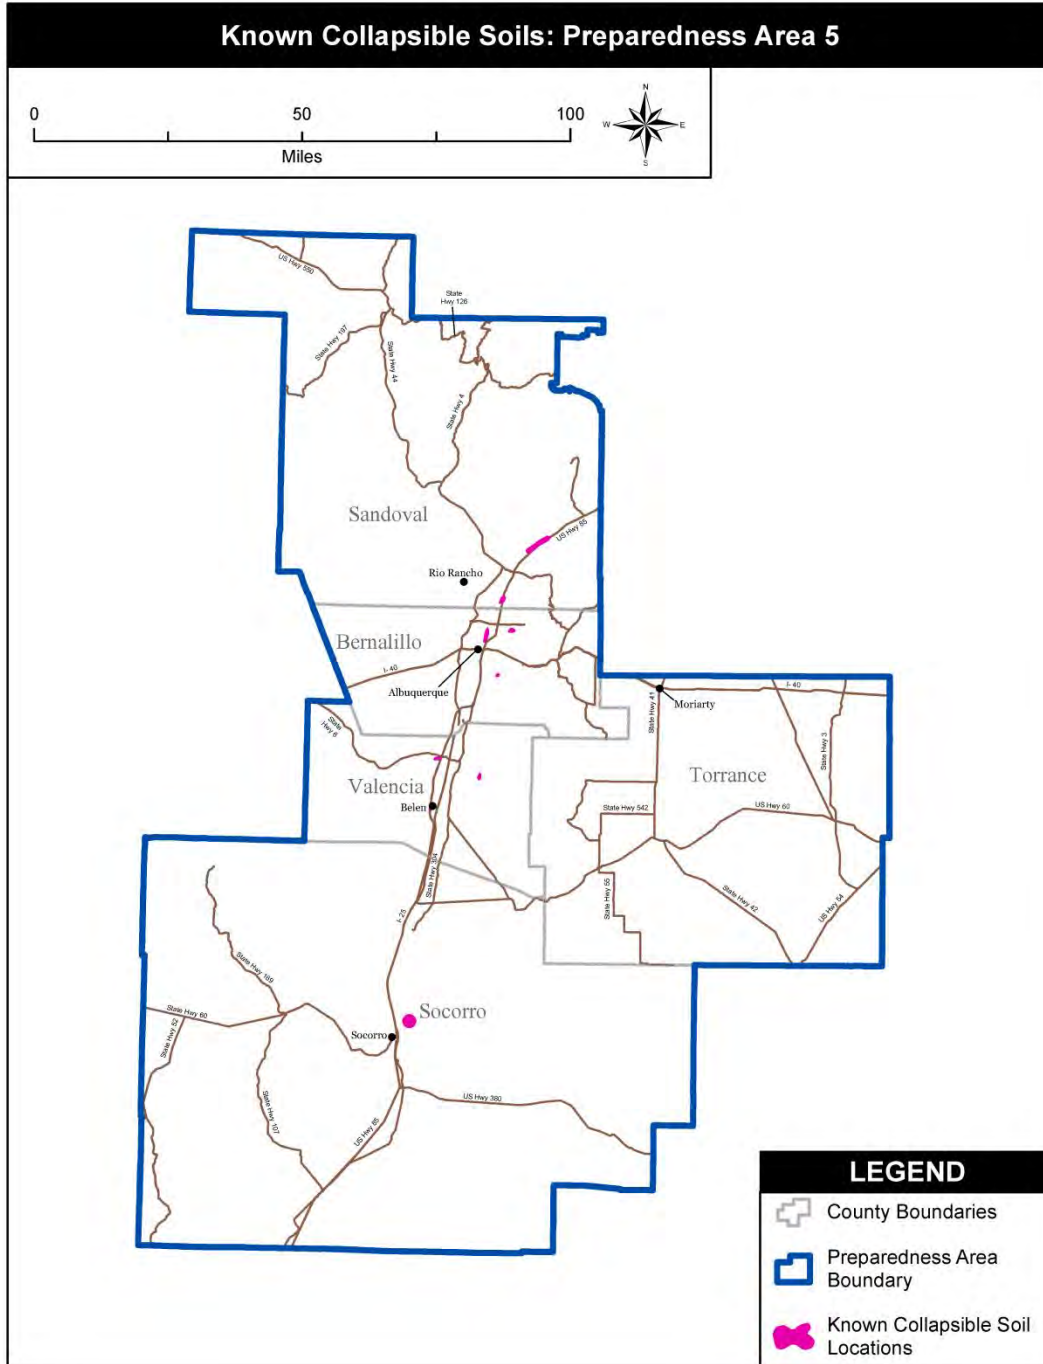 Known Collapsible Soils: Preparedness Area 5
0 50 100
Miles
N
W E
S
US Hwy 550
State
Hwy 126
State Hwy 197
State Hwy 44
State Hwy 4
Sandoval
US Hwy 85
Rio Rancho
Bernalillo
I- 40
Albuquerque
I- 40
Moriarty
State Hwy 41
State Hwy 3
State
Hwy 6
Valencia
Torrance
Belen
State Hwy 542
US Hwy 60
State Hwy 304
State Hwy 55
State Hwy 42
US Hwy 54
I- 25
State Hwy 169
State Hwy 60
State Hwy 52
Socorro
Socorro
State Hwy 107
US Hwy 380
US Hwy 85
LEGEND
County Boundaries
Preparedness Area
Boundary
Known Collapsible Soil
Locations